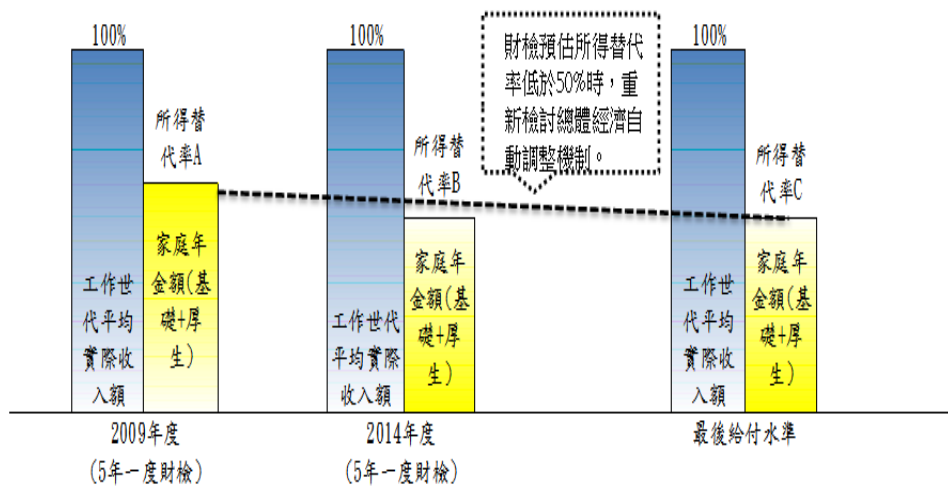 100%
所得替
代率A
工作世
代平均
實際收
入額
家庭年
金額(基
礎+厚
生)
2009年度
(5年一度財檢)
100%
所得替
代率B
工作世代
平均實際
收入額
家庭年
金額(基
礎+厚
生)
2014年度
(5年一度財檢)
財檢預估所得替代
率低於50%時，重
新檢討總體經濟自
動調整機制。
100%
所得替
代率C
工作世
代平均
實際收
入額
家庭年
金額(基
礎+厚
生)
最後給付水準